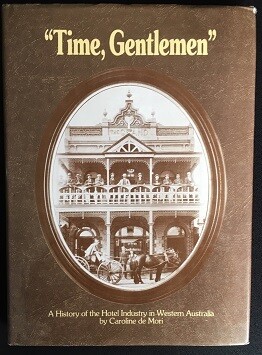 "Time, Gentlemen"
A History of the Hotel Industry in Western Australia
by Caroline de Mori